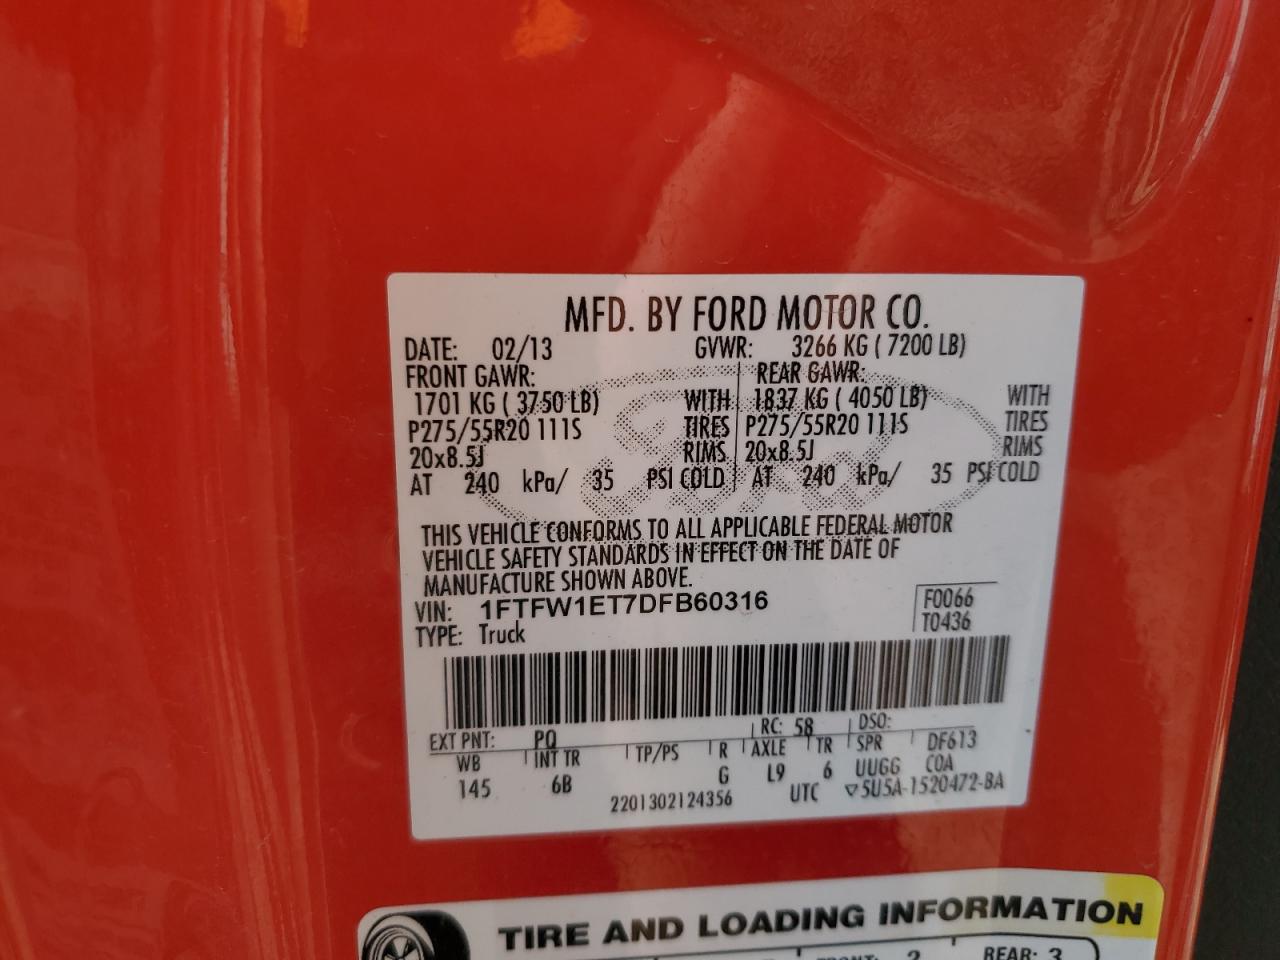 MFD. BY FORD MOTOR CO.
DATE: 02/13 GVWR: 3266 KG ( 7200 LB)
FRONT GAWR: REAR GAWR:
1701 KG ( 3750 LB) WITH 1837 KG ( 4050 LB) WITH
P275/55R20 111S TIRES P275/55R20 111S TIRES
20x8.5J RIMS 20x8.5J RIMS
AT 240 kPa/ 35 PSI COLD AT 240 kPa/ 35 PSI COLD
THIS VEHICLE CONFORMS TO ALL APPLICABLE FEDERAL MOTOR
VEHICLE SAFETY STANDARDS IN EFFECT ON THE DATE OF
MANUFACTURE SHOWN ABOVE.
VIN: 1FTFW1ET7DFB60316 F0066
TYPE: Truck T0436
EXT PNT: PQ RC: 58 DSO:
WB INT TR TP/PS R AXLE TR SPR DF613
145 6B G L9 6 UUGG COA
2201302124356 UTC ▽5U5A-1520472-BA
TIRE AND LOADING INFORMATION
FRONT: 2 REAR: 3